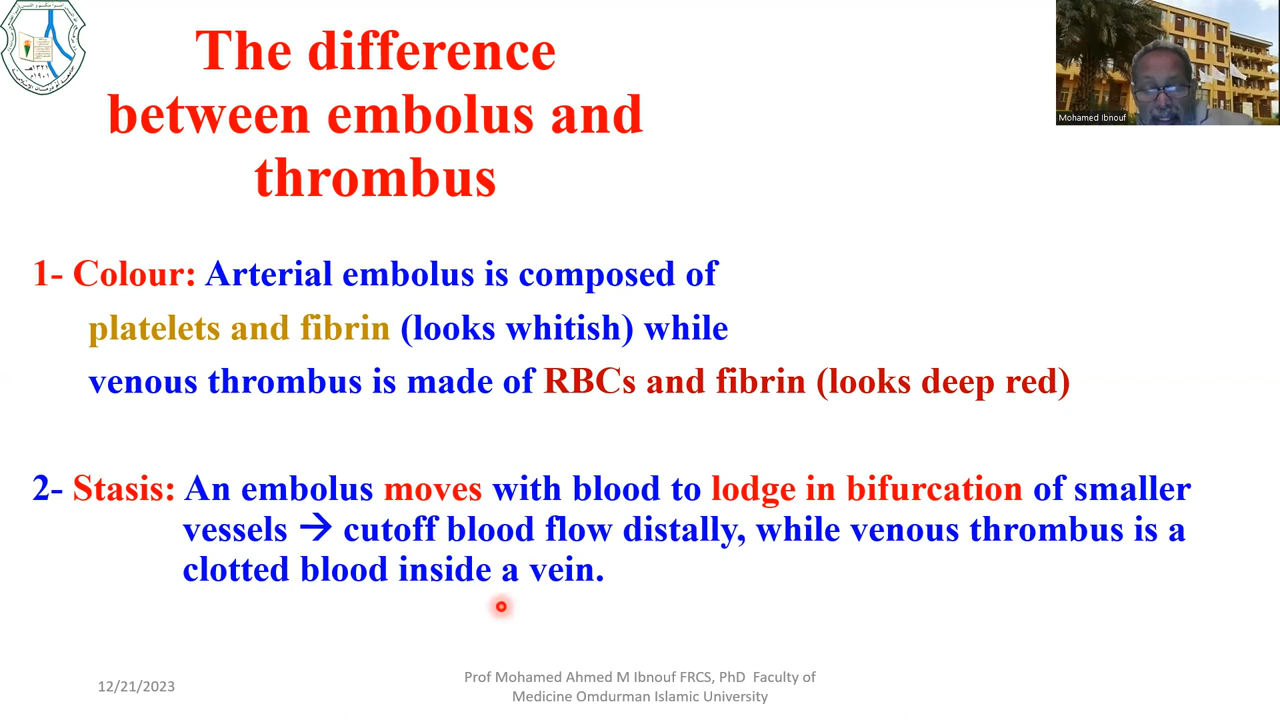 The difference
between embolus and
thrombus
Mohamed Ibnouf
1- Colour: Arterial embolus is composed of
platelets and fibrin (looks whitish) while
venous thrombus is made of RBCs and fibrin (looks deep red)
2- Stasis: An embolus moves with blood to lodge in bifurcation of smaller
vessels → cutoff blood flow distally, while venous thrombus is a
clotted blood inside a vein.
12/21/2023
Prof Mohamed Ahmed M Ibnouf FRCS, PhD Faculty of
Medicine Omdurman Islamic University